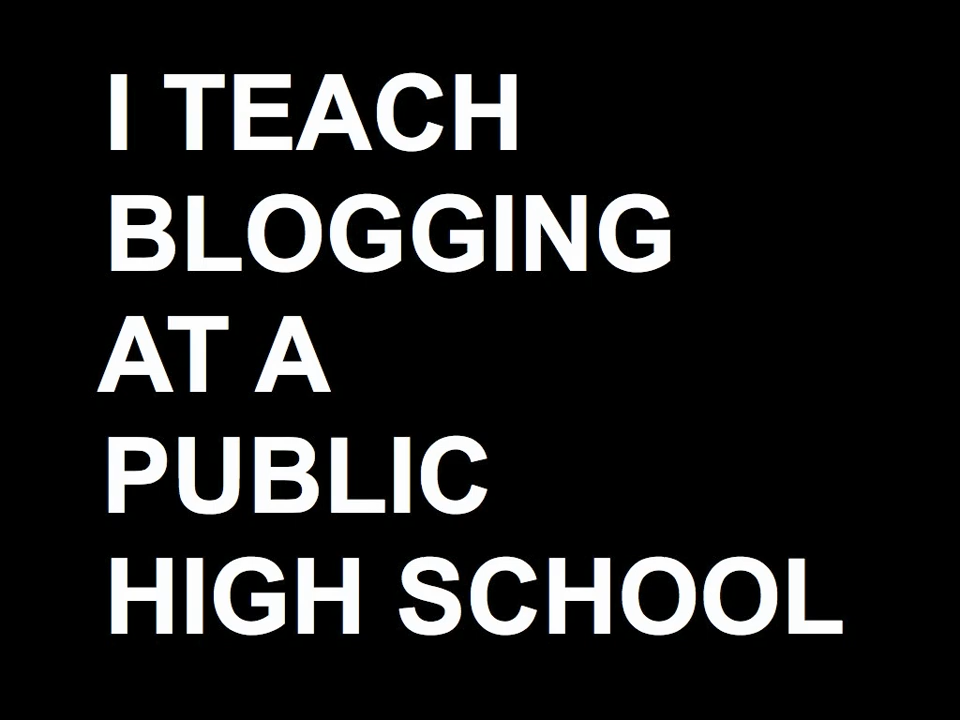 I TEACH
BLOGGING
AT A
PUBLIC
HIGH SCHOOL